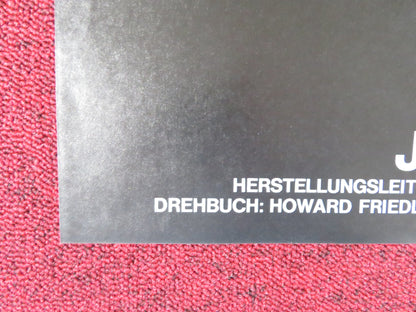 J
HERSTELLUNGSLEIT
DREHBUCH: HOWARD FRIEDL